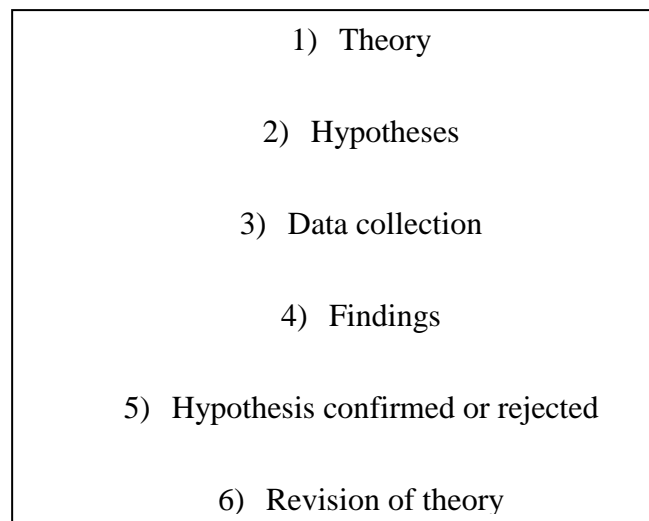 1) Theory
2) Hypotheses
3) Data collection
4) Findings
5) Hypothesis confirmed or rejected
6) Revision of theory